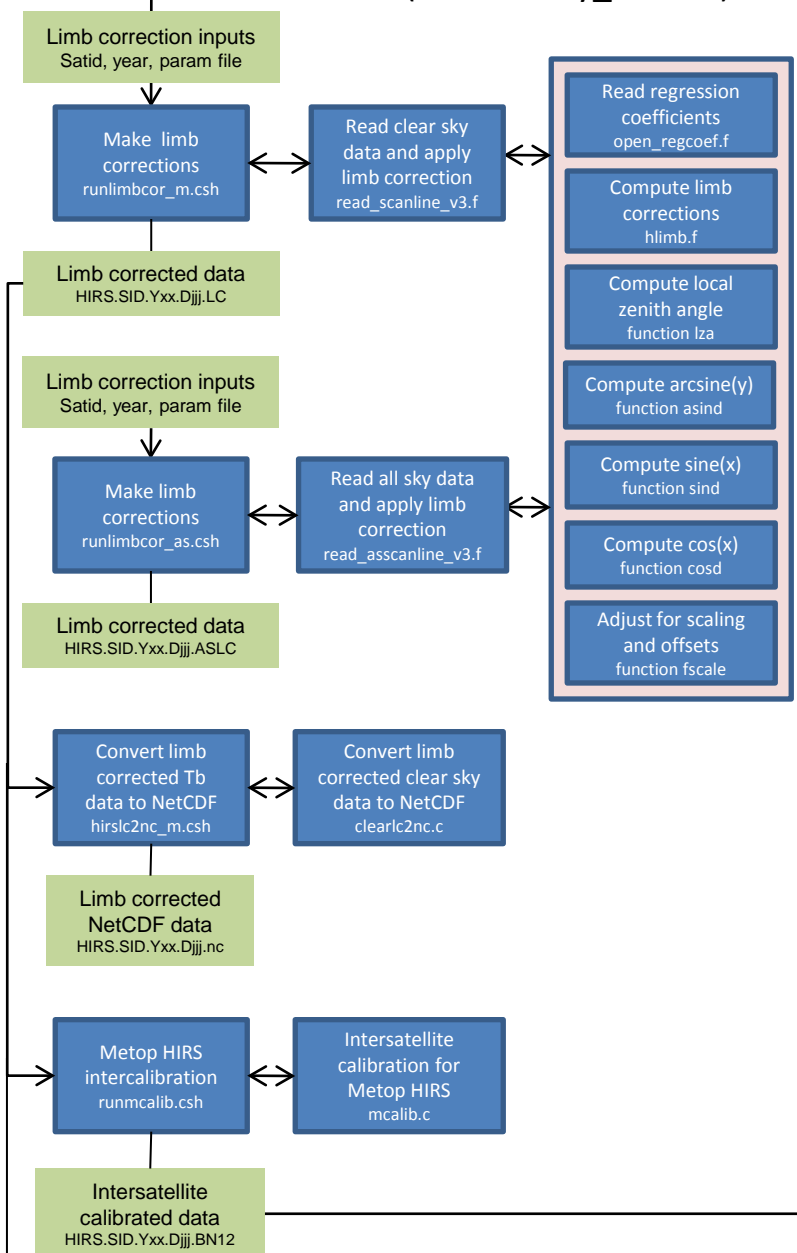 Limb correction inputs
Satid, year, param file
Make limb
corrections
runlimbcor_m.csh
Read clear sky
data and apply
limb correction
read_scanline_v3.f
Read regression
coefficients
open_regcoef.f
Compute limb
corrections
hlimb.f
Compute local
zenith angle
function lza
Compute arcsine(y)
function asind
Compute sine(x)
function sind
Compute cos(x)
function cosd
Adjust for scaling
and offsets
function fscale
Limb corrected data
HIRS.SID.Yxx.Djjj.LC
Limb correction inputs
Satid, year, param file
Make limb
corrections
runlimbcor_as.csh
Read all sky data
and apply limb
correction
read_asscanline_v3.f
Limb corrected data
HIRS.SID.Yxx.Djjj.ASLC
Convert limb
corrected Tb
data to NetCDF
hirslc2nc_m.csh
Convert limb
corrected clear sky
data to NetCDF
clearlc2nc.c
Limb corrected
NetCDF data
HIRS.SID.Yxx.Djjj.nc
Metop HIRS
intercalibration
runmcalib.csh
Intersatellite
calibration for
Metop HIRS
mcalib.c
Intersatellite
calibrated data
HIRS.SID.Yxx.Djjj.BN12